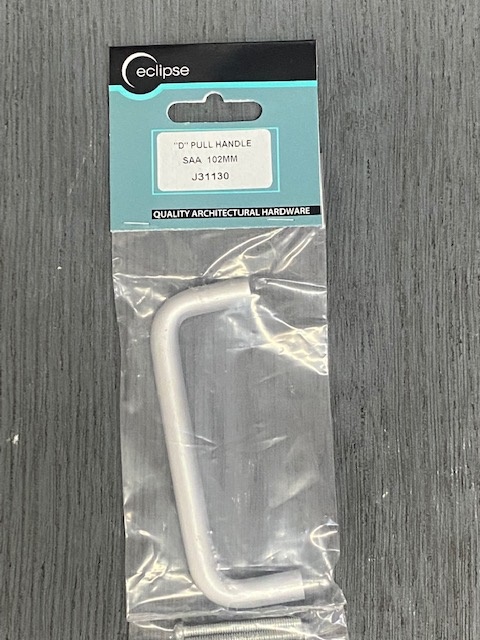 eclipse
"D" PULL HANDLE
SAA 102MM
J31130
QUALITY ARCHITECTURAL HARDWARE